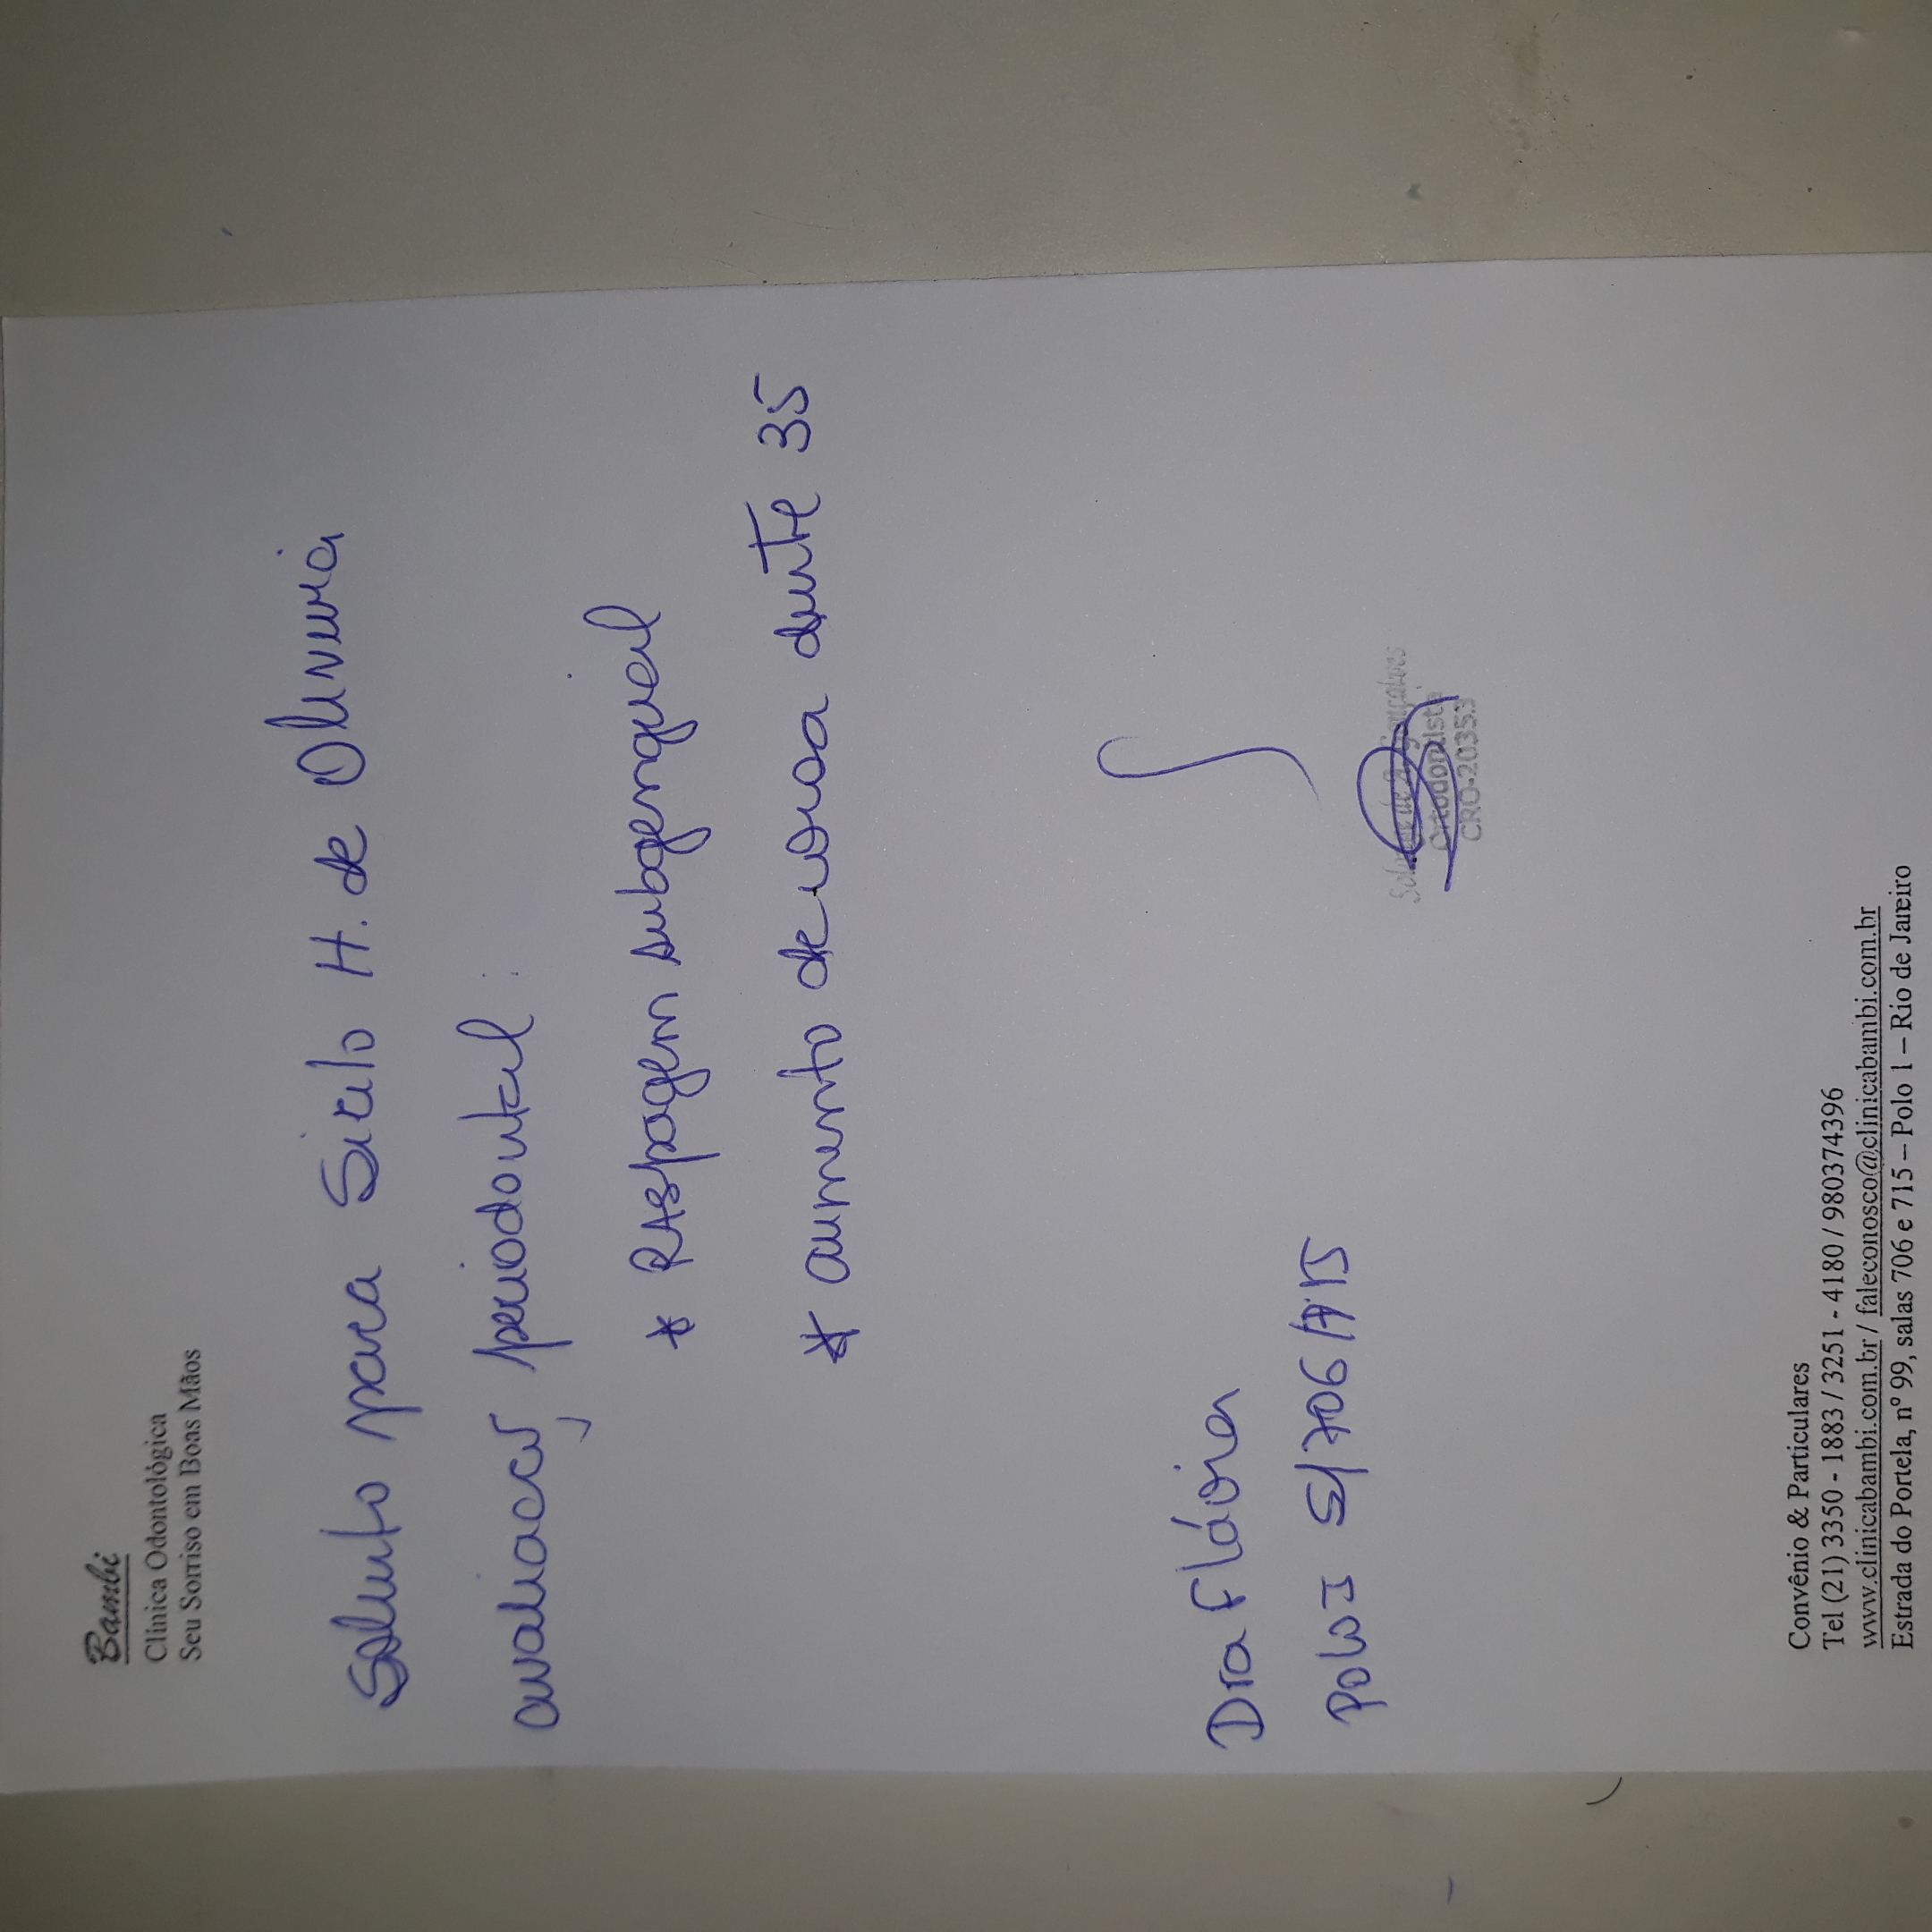 Bambi
Clínica Odontológica
Seu Sorriso em Boas Mãos
Solicito para Sirlo H. de Oliveira
avaliação periodontal:
* RAspagem subgengival
* aumento de coroa dente 35
Dra Flávia
Polo I S/706/715
Gonçalves
Ortodontista
CRO-20353
Convênio & Particulares
Tel (21) 3350 - 1883 / 3251 - 4180 / 980374396
www.clinicabambi.com.br / faleconosco@clinicabambi.com.br
Estrada do Portela, nº 99, salas 706 e 715 – Polo 1 – Rio de Janeiro